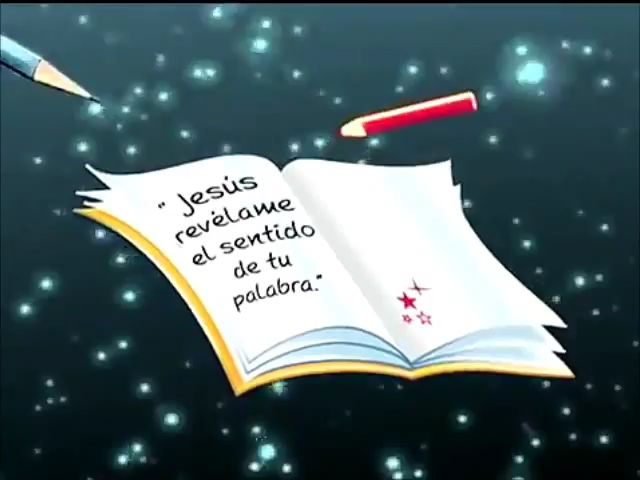 " Jesús
revélame
el sentido
de tu
palabra."